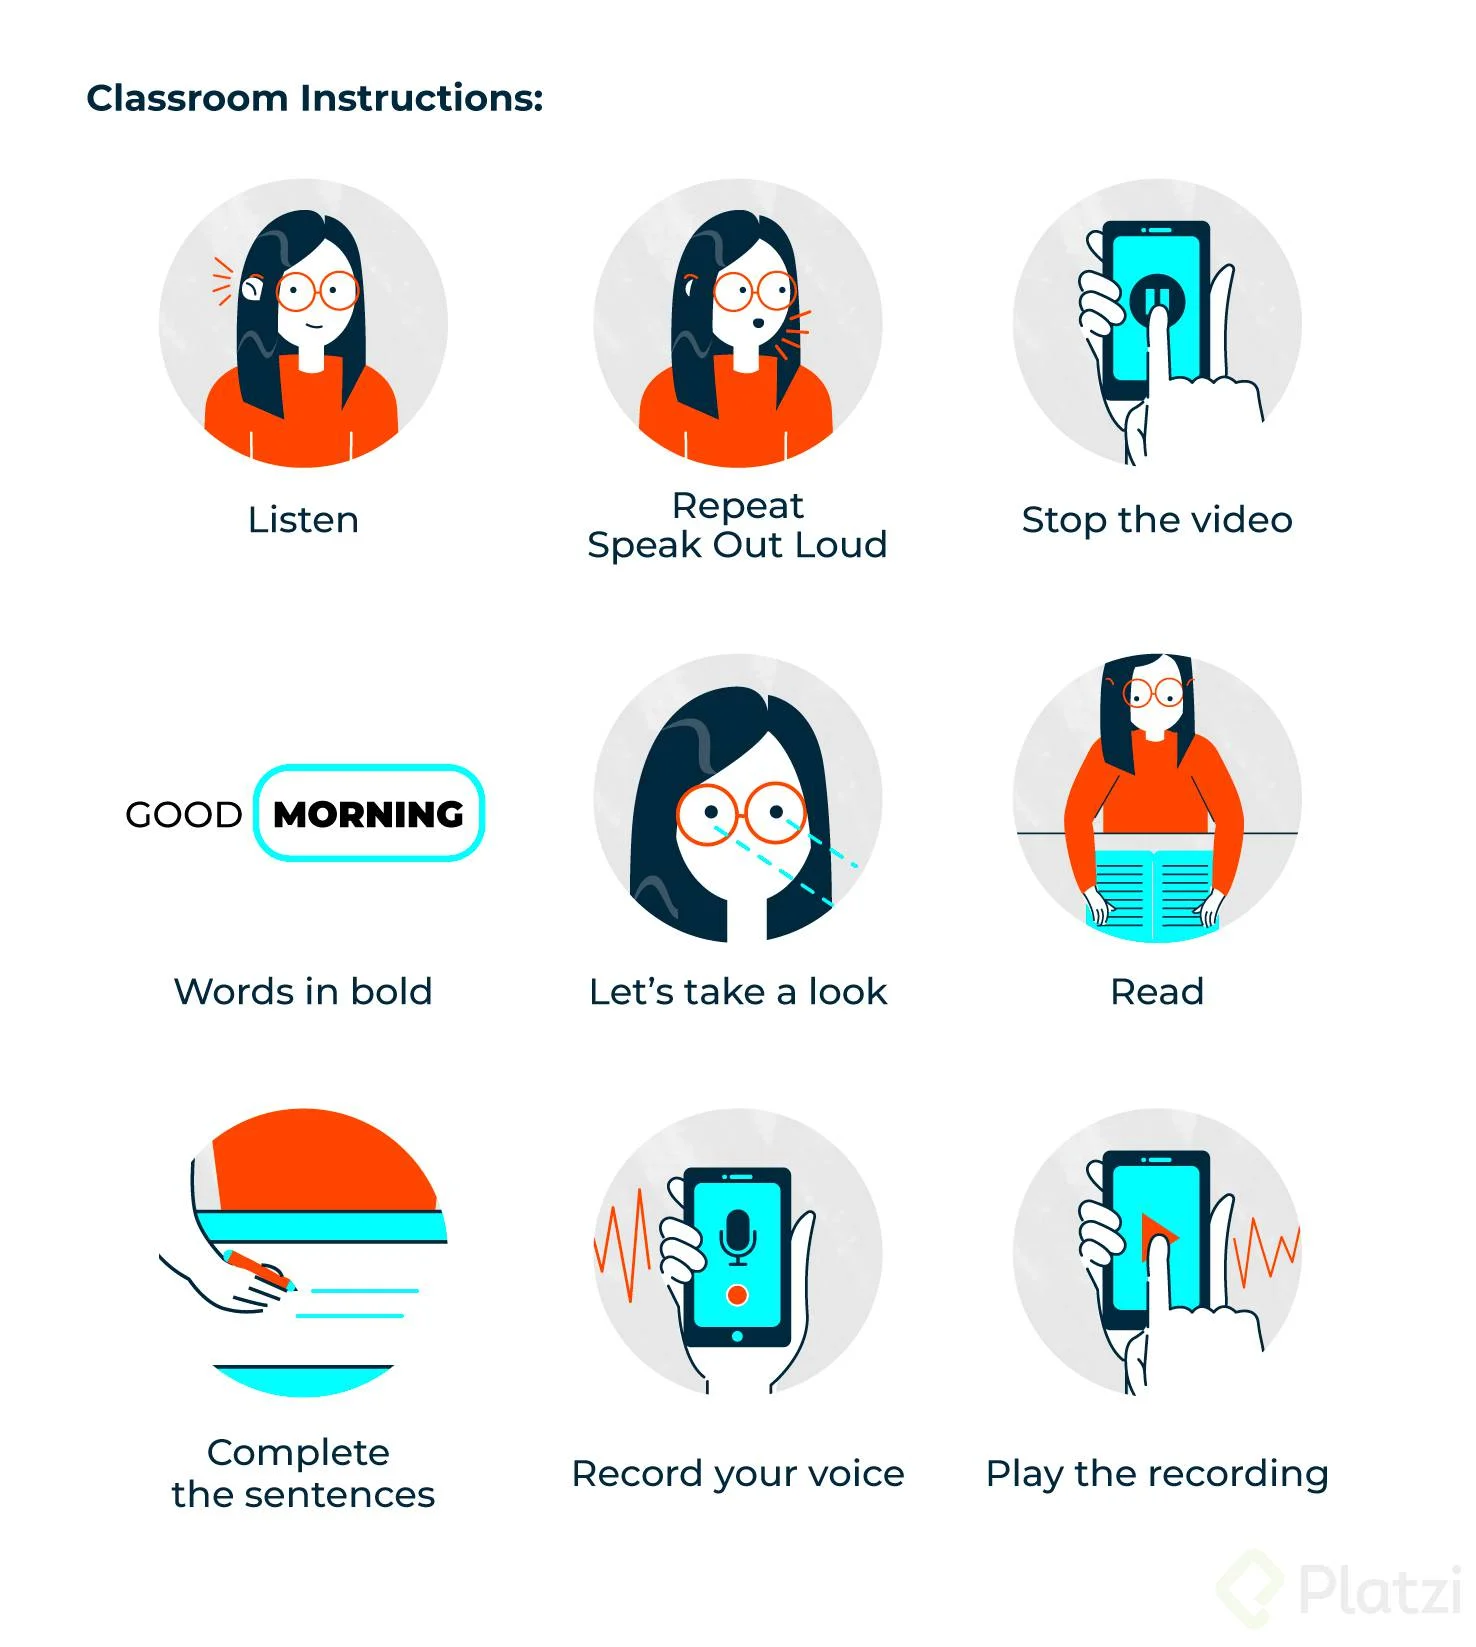 Classroom Instructions:
Listen
Repeat
Speak Out Loud
Stop the video
GOOD MORNING
Words in bold
Let's take a look
Read
Complete
the sentences
Record your voice
Play the recording
Platzi